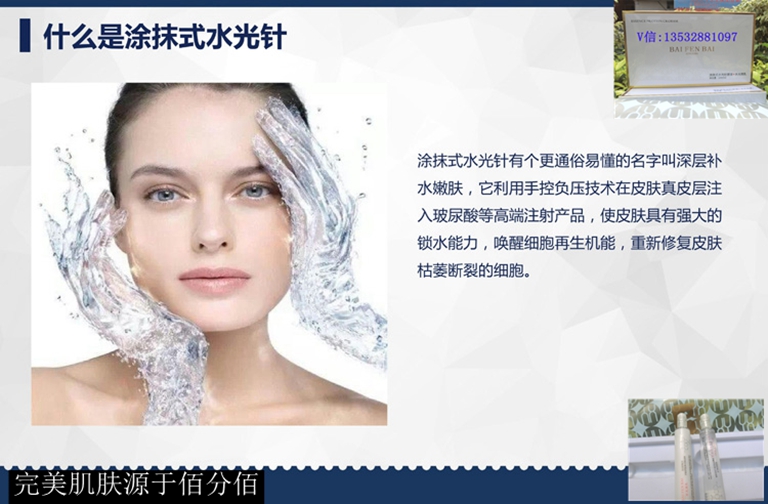 什么是涂抹式水光针
V信:13532881097
BAI FEN BAI
涂抹式水光针有个更通俗易懂的名字叫深层补
水嫩肤，它利用手控负压技术在皮肤真皮层注
入玻尿酸等高端注射产品，使皮肤具有强大的
锁水能力，唤醒细胞再生机能，重新修复皮肤
枯萎断裂的细胞。
完美肌肤源于佰分佰